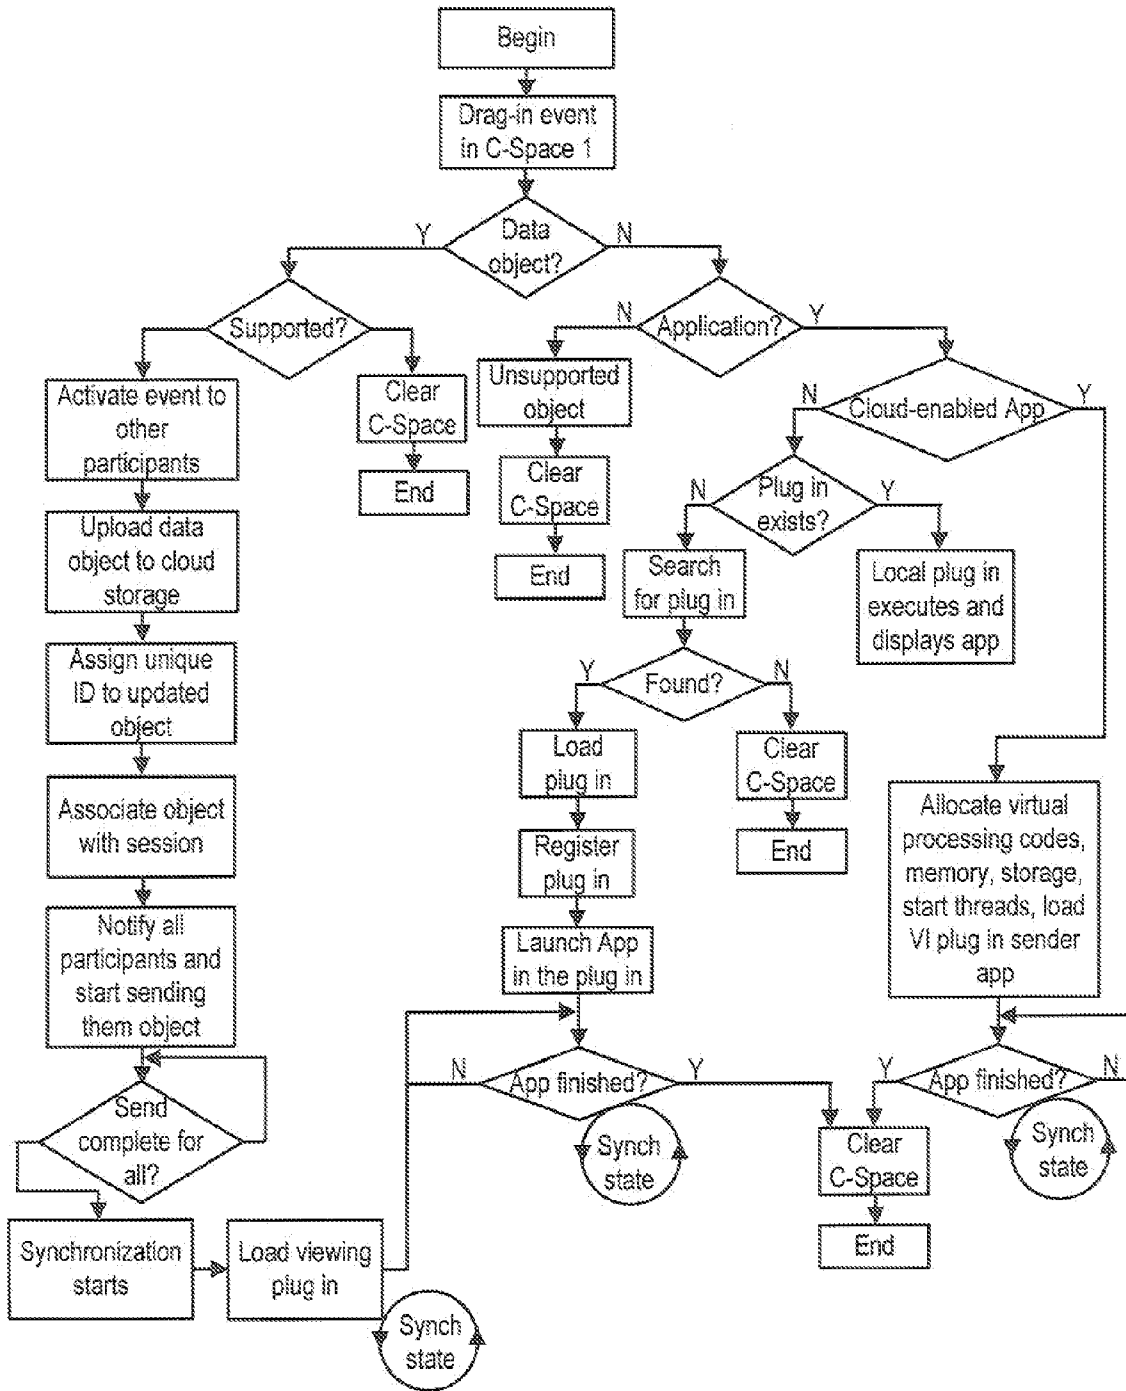 Begin
Drag-in event
in C-Space 1
Data
object?
Y
N
Supported?
Application?
N
Y
Activate event to
other
participants
Clear
C-Space
End
Unsupported
object
Clear
C-Space
End
Cloud-enabled App
N
Y
Plug in
exists?
N
Y
Upload data
object to cloud
storage
Search
for plug in
Local plug in
executes and
displays app
Assign unique
ID to updated
object
Found?
Y
N
Load
plug in
Clear
C-Space
End
Associate object
with session
Register
plug in
Allocate virtual
processing codes,
memory, storage,
start threads, load
VI plug in sender
app
Notify all
participants and
start sending
them object
Launch App
in the plug in
N
App finished?
Y
Y
App finished?
N
Send
complete for
all?
Synch
state
Clear
C-Space
End
Synch
state
Synchronization
starts
Load viewing
plug in
Synch
state